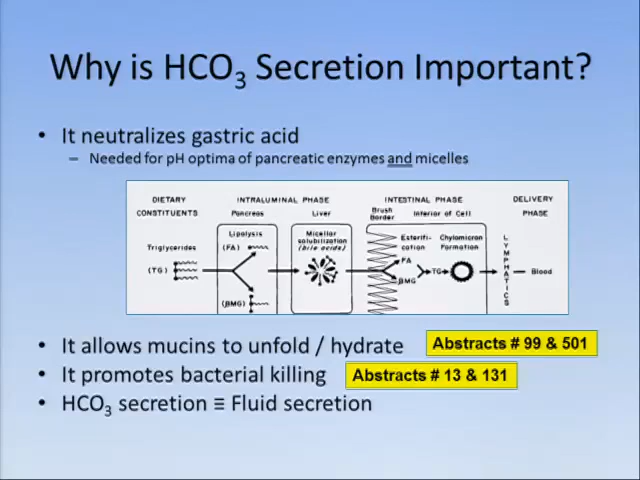 Why is HCO3 Secretion Important?
• It neutralizes gastric acid
– Needed for pH optima of pancreatic enzymes and micelles
DIETARY CONSTITUENTS
INTRALUMINAL PHASE
INTESTINAL PHASE
DELIVERY PHASE
Pancreas
Liver
Brush Border
Interior of Cell
Lipolysis
(FA)
Micellar solubilization (bile acids)
Esterifi-cation
Chylomicron Formation
Triglycerides
(TG)
(βMG)
FA
βMG
TG
LYMPHATICS
Blood
• It allows mucins to unfold / hydrate
Abstracts # 99 & 501
• It promotes bacterial killing
Abstracts # 13 & 131
• HCO3 secretion ≡ Fluid secretion